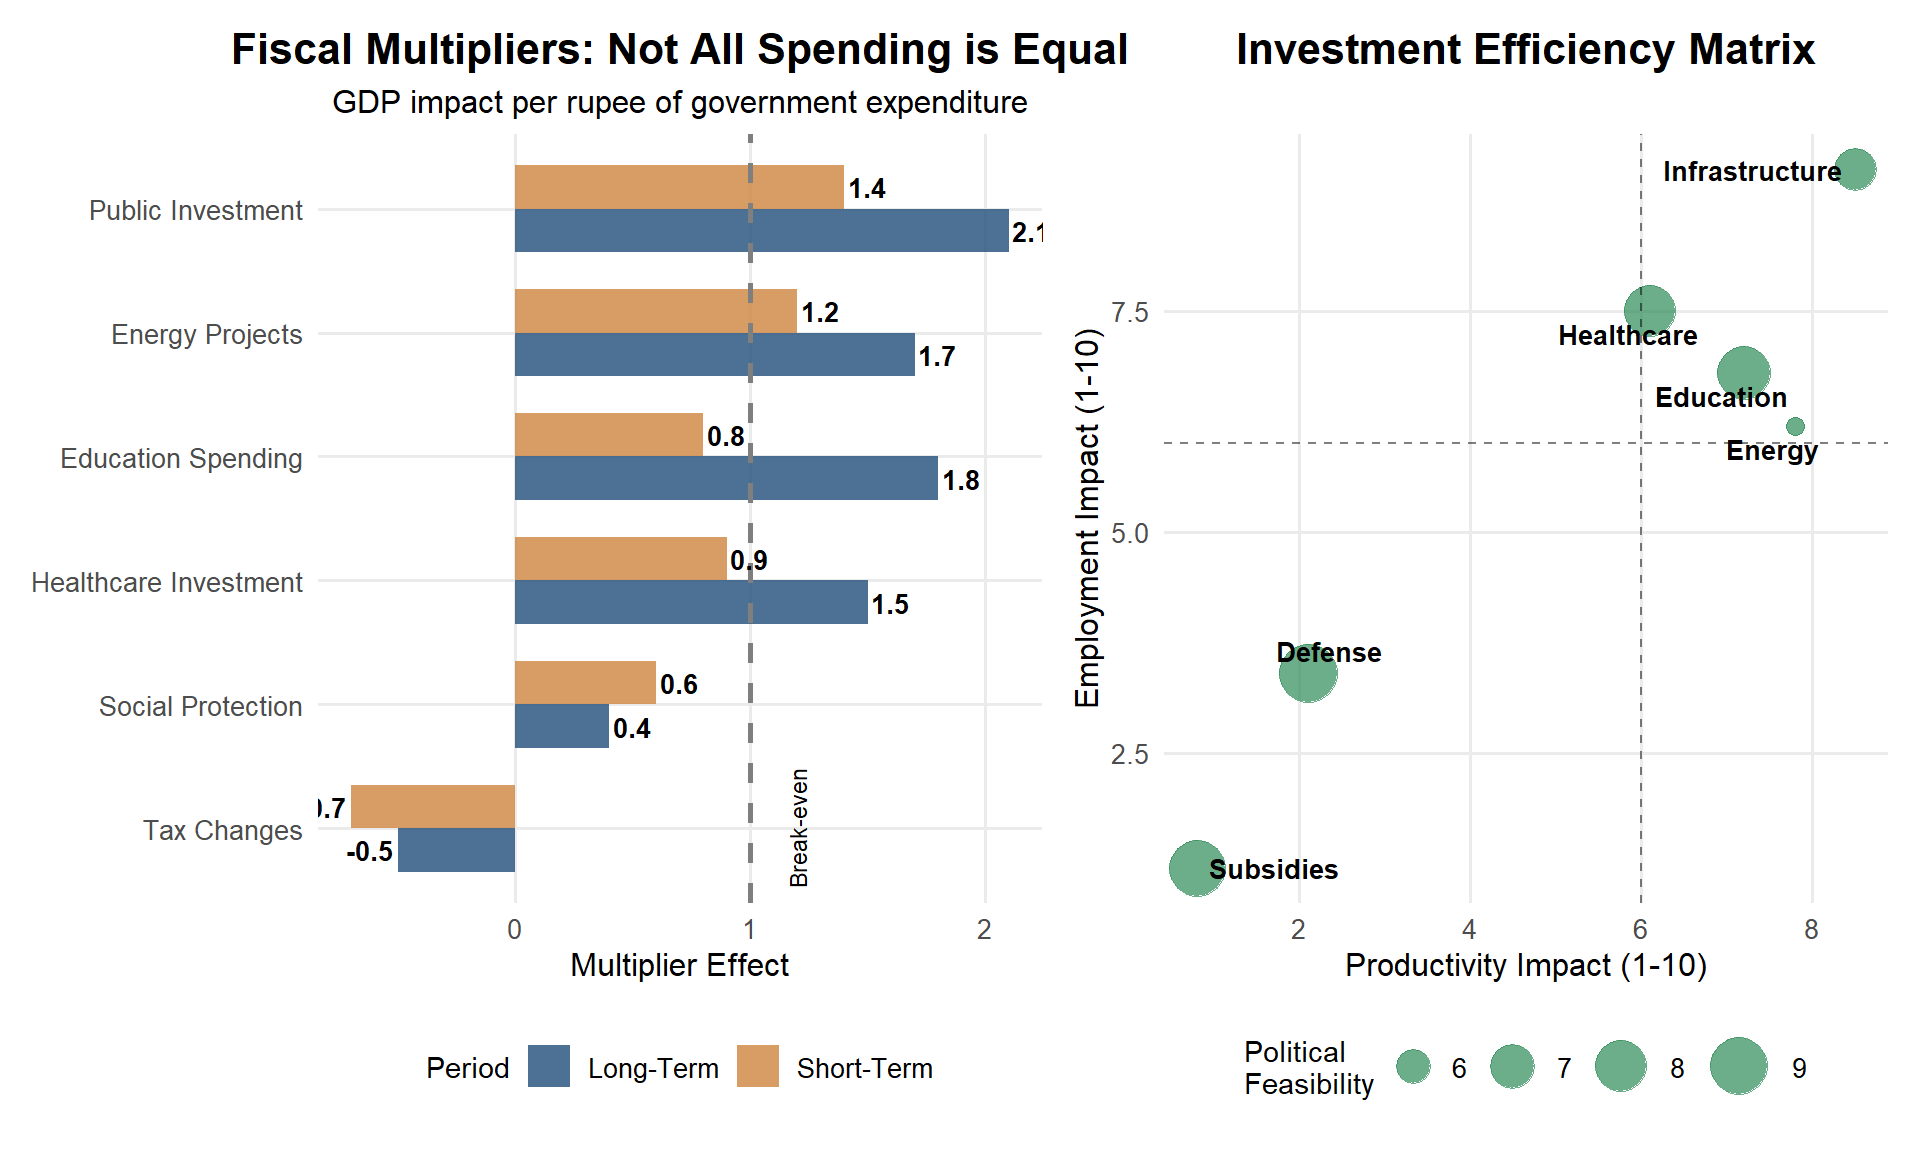 Fiscal Multipliers: Not All Spending is Equal
GDP impact per rupee of government expenditure
Public Investment
1.4
2.1
Energy Projects
1.2
1.7
Education Spending
0.8
1.8
Healthcare Investment
0.9
1.5
Social Protection
0.6
0.4
Tax Changes
0.7
-0.5
Break-even
0
1
2
Multiplier Effect
Period
Long-Term
Short-Term
Investment Efficiency Matrix
Employment Impact (1-10)
7.5
5.0
2.5
Infrastructure
Healthcare
Education
Energy
Defense
Subsidies
2
4
6
8
Productivity Impact (1-10)
Political
Feasibility
6
7
8
9